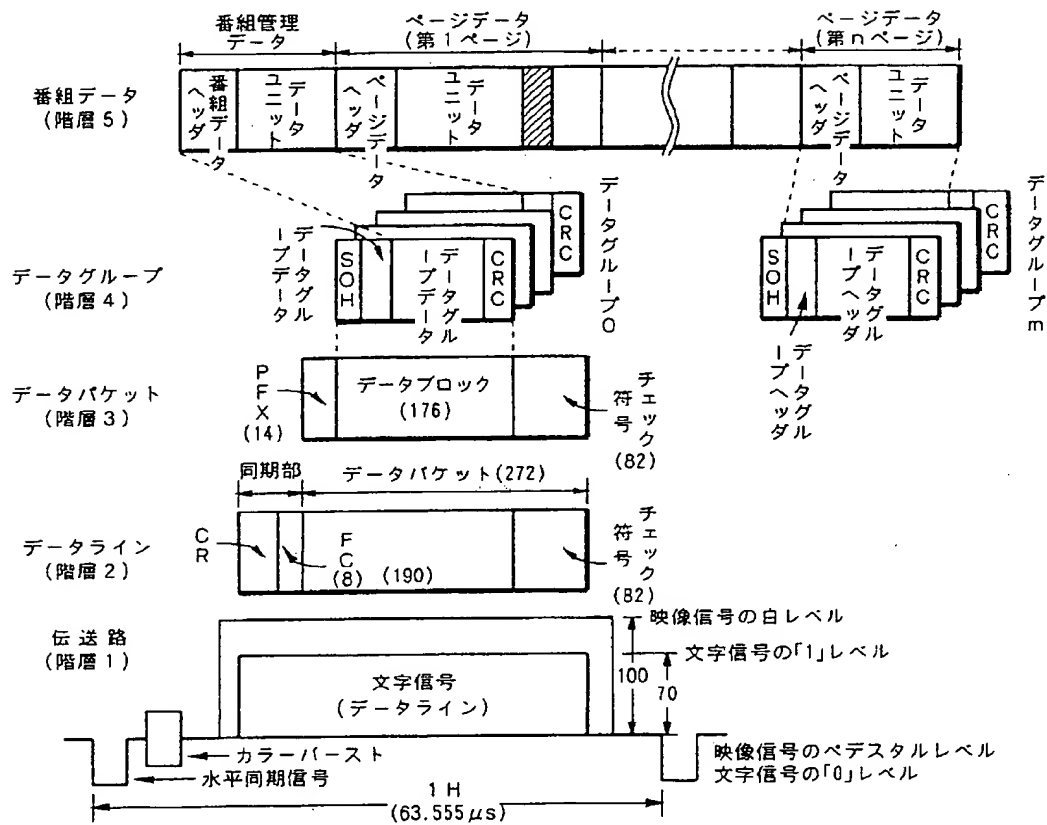 番組管理
データ
ページデータ
(第1ページ)
ページデータ
(第nページ)
番組データ
(階層5)
番組データ
ヘッダ
データ
ユニット
ページデータ
ヘッダ
データ
ユニット
ページデータ
ヘッダ
データ
ユニット
データグループ
(階層4)
データグル
ープデータ
SOH
データグル
ープデータ
CRC
CRC
データグループ0
SOH
データグル
ープヘッダ
CRC
CRC
データグループm
データグル
ープヘッダ
データパケット
(階層3)
PFX
(14)
データブロック
(176)
チェック
符号
(82)
同期部
データパケット(272)
データライン
(階層2)
CR
FC
(8)
(190)
チェック
符号
(82)
伝送路
(階層1)
映像信号の白レベル
文字信号の「1」レベル
100
70
文字信号
(データライン)
カラーバースト
水平同期信号
映像信号のペデスタルレベル
文字信号の「0」レベル
1H
(63.555μs)